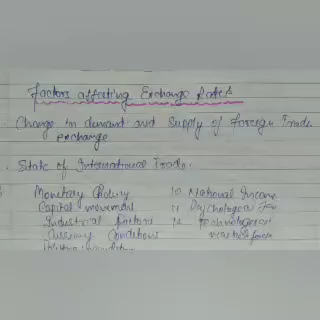 Factors affecting Exchange Rates
Change in demand and Supply of foreign Trade
exchange
State of International Trade.
Monetary Policy
Capital movement
Industrial factors
Currency Conditions
10 National Income
11 Psychological
12 Technological